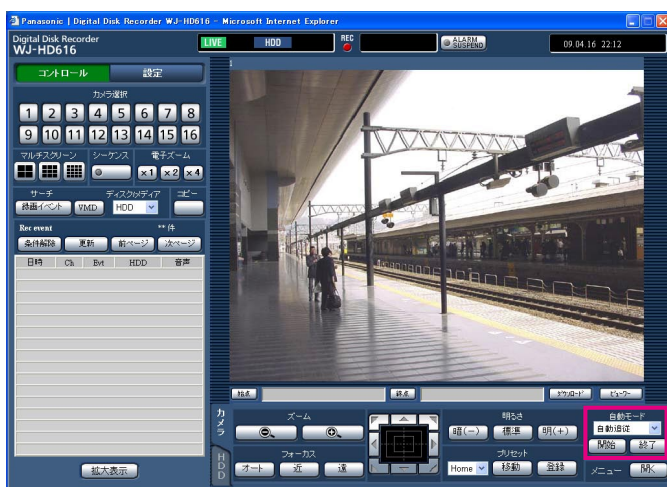 Panasonic | Digital Disk Recorder WJ-HD616 - Microsoft Internet Explorer
Digital Disk Recorder
WJ-HD616
LIVE HDD REC ALARM SUSPEND 09.04.16 22:12
コントロール 設定
1
カメラ選択
1 2 3 4 5 6 7 8
9 10 11 12 13 14 15 16
マルチスクリーン シーケンス 電子ズーム
×1 ×2 ×4
サーチ ディスク/メディア コピー
録画イベント VMD HDD
Rec event ** 件
条件解除 更新 前ページ 次ページ
日時 Ch Evt HDD 音声
拡大表示
始点 終点 ダウンロード ビューワー
カメラ
HDD
ズーム
フォーカス
オート 近 遠
明るさ
暗(-) 標準 明(+)
プリセット
Home 移動 登録
自動モード
自動追従
開始 終了
メニュー 開く